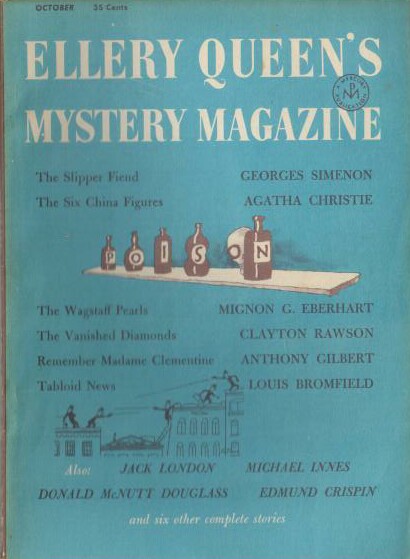 OCTOBER 35 Cents
ELLERY QUEEN'S
MYSTERY MAGAZINE
MERCURY PUBLICATION
The Slipper Fiend GEORGES SIMENON
The Six China Figures AGATHA CHRISTIE
POISON
The Wagstaff Pearls MIGNON G. EBERHART
The Vanished Diamonds CLAYTON RAWSON
Remember Madame Clementine ANTHONY GILBERT
Tabloid News LOUIS BROMFIELD
Also: JACK LONDON MICHAEL INNES
DONALD McNUTT DOUGLASS EDMUND CRISPIN
and six other complete stories